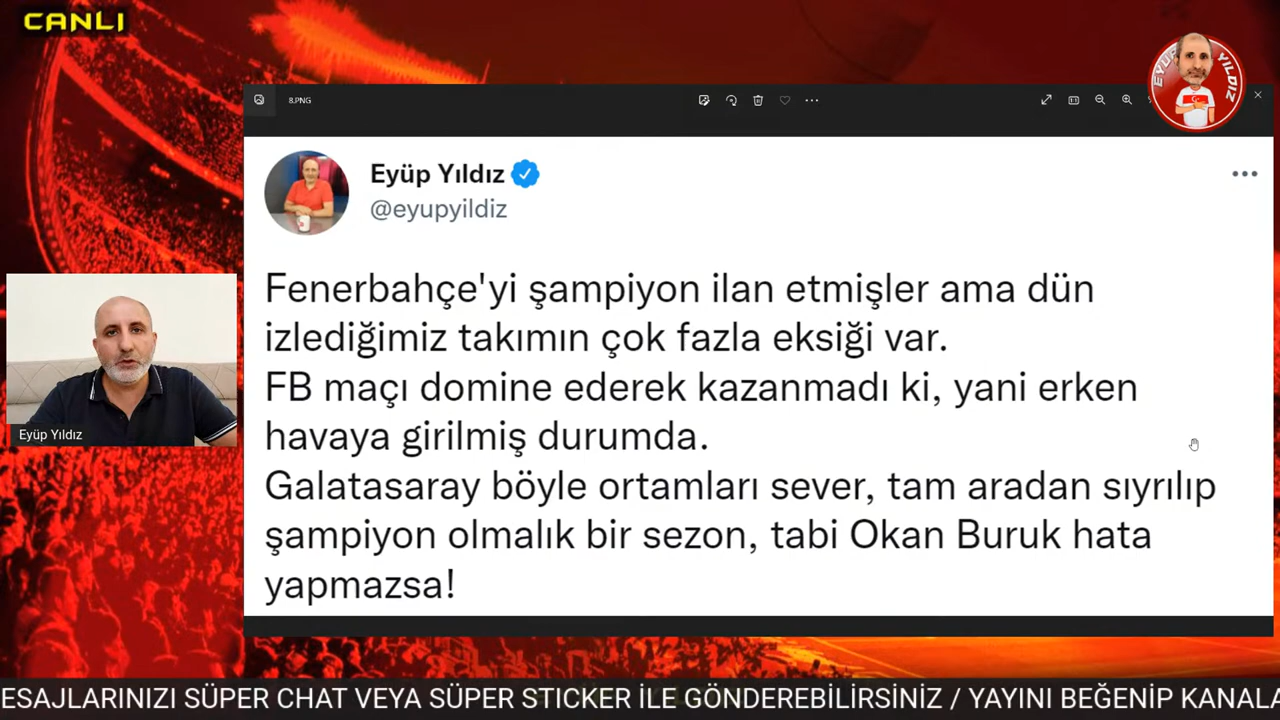 CANLI
EYÜP YILDIZ
8.PNG
Eyüp Yıldız
@eyupyildiz
Fenerbahçe'yi şampiyon ilan etmişler ama dün
izlediğimiz takımın çok fazla eksiği var.
FB maçı domine ederek kazanmadı ki, yani erken
havaya girilmiş durumda.
Galatasaray böyle ortamları sever, tam aradan sıyrılıp
şampiyon olmalık bir sezon, tabi Okan Buruk hata
yapmazsa!
Eyüp Yıldız
ESAJLARINIZI SÜPER CHAT VEYA SÜPER STICKER İLE GÖNDEREBİLİRSİNİZ / YAYINI BEĞENİP KANALA